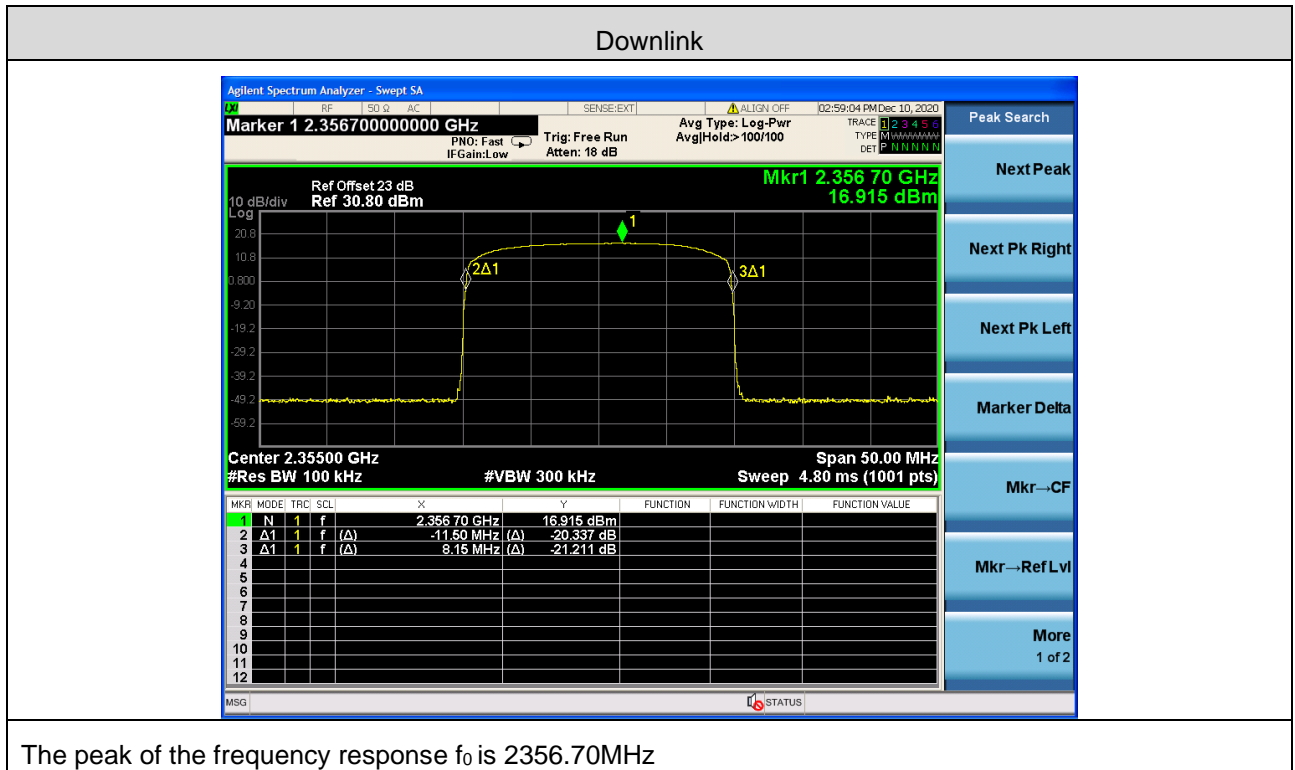 Downlink
Agilent Spectrum Analyzer - Swept SA
LXI RF 50 Ω AC SENSE:EXT ALIGN OFF 02:59:04 PM Dec 10, 2020
Marker 1 2.356700000000 GHz
PNO: Fast
IFGain:Low
Trig: Free Run
Atten: 18 dB
Avg Type: Log-Pwr
Avg|Hold:>100/100
TRACE 1 2 3 4 5 6
TYPE M WWWWW
DET P N N N N N
Mkr1 2.356 70 GHz
16.915 dBm
Ref Offset 23 dB
10 dB/div Ref 30.80 dBm
Log
20.8
10.8
0.800
-9.20
-19.2
-29.2
-39.2
-49.2
-59.2
1
2Δ1
3Δ1
Center 2.35500 GHz Span 50.00 MHz
#Res BW 100 kHz #VBW 300 kHz Sweep 4.80 ms (1001 pts)
MKR MODE TRC SCL X Y FUNCTION FUNCTION WIDTH FUNCTION VALUE
1 N 1 f 2.356 70 GHz 16.915 dBm
2 Δ1 1 f (Δ) -11.50 MHz (Δ) -20.337 dB
3 Δ1 1 f (Δ) 8.15 MHz (Δ) -21.211 dB
4
5
6
7
8
9
10
11
12
MSG STATUS
Peak Search
Next Peak
Next Pk Right
Next Pk Left
Marker Delta
Mkr→CF
Mkr→Ref Lvl
More
1 of 2
The peak of the frequency response f0 is 2356.70MHz